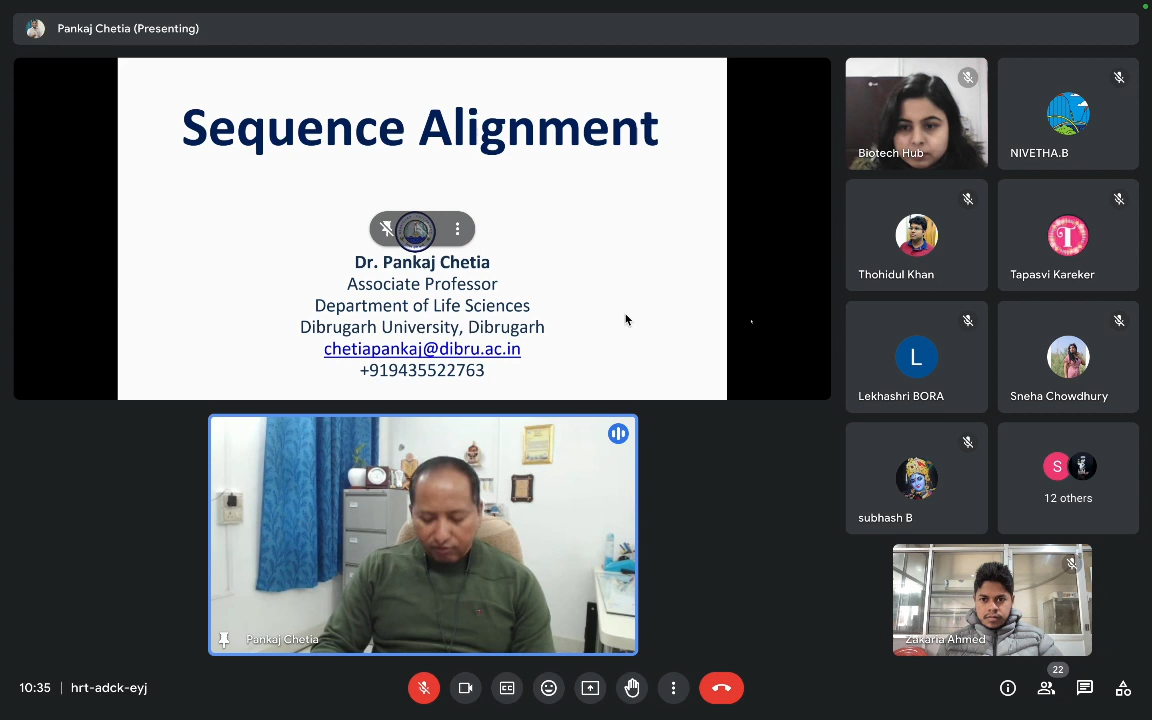 Pankaj Chetia (Presenting)
Sequence Alignment
Dr. Pankaj Chetia
Associate Professor
Department of Life Sciences
Dibrugarh University, Dibrugarh
chetiapankaj@dibru.ac.in
+919435522763
Pankaj Chetia
Biotech Hub
NIVETHA.B
Thohidul Khan
T
Tapasvi Kareker
L
Lekhashri BORA
Sneha Chowdhury
subhash B
S
12 others
Zakaria Ahmed
10:35 | hrt-adck-eyj
CC
22